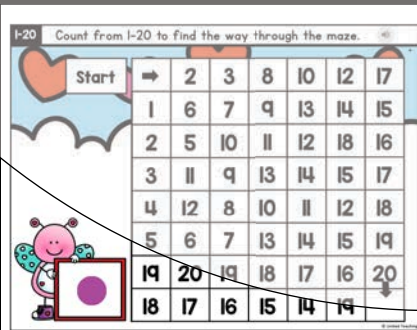 1-20 Count from 1-20 to find the way through the maze.
Start ➡ 2 3 8 10 12 17
1 6 7 9 13 14 15
2 5 10 11 12 18 16
3 11 9 13 14 15 17
4 12 8 10 11 12 18
5 6 7 13 14 15 19
19 20 19 18 17 16 20
18 17 16 15 14 19